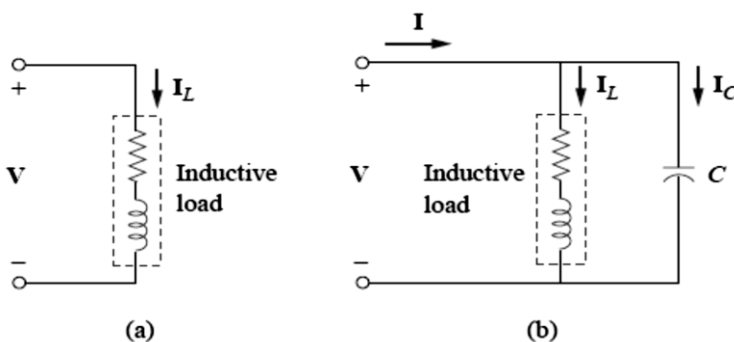 I
+
I_L
V
Inductive
load
−
(a)
+
I_L
I_C
V
Inductive
load
C
−
(b)